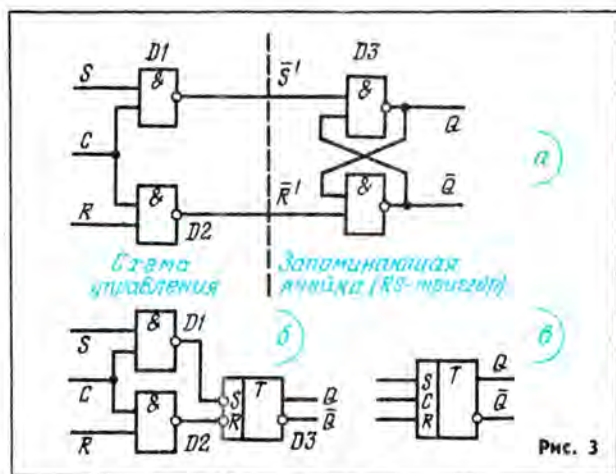 D1
D3
S
&
S̄'
&
Q
C
а
&
&
R
R̄'
Q̄
D2
Схема
управления
Запоминающая
ячейка (RS-триггер)
&
D1
б
в
S
S T
Q
S T
Q
C
C
&
R
Q̄
R
Q̄
R
D2
D3
Рис. 3